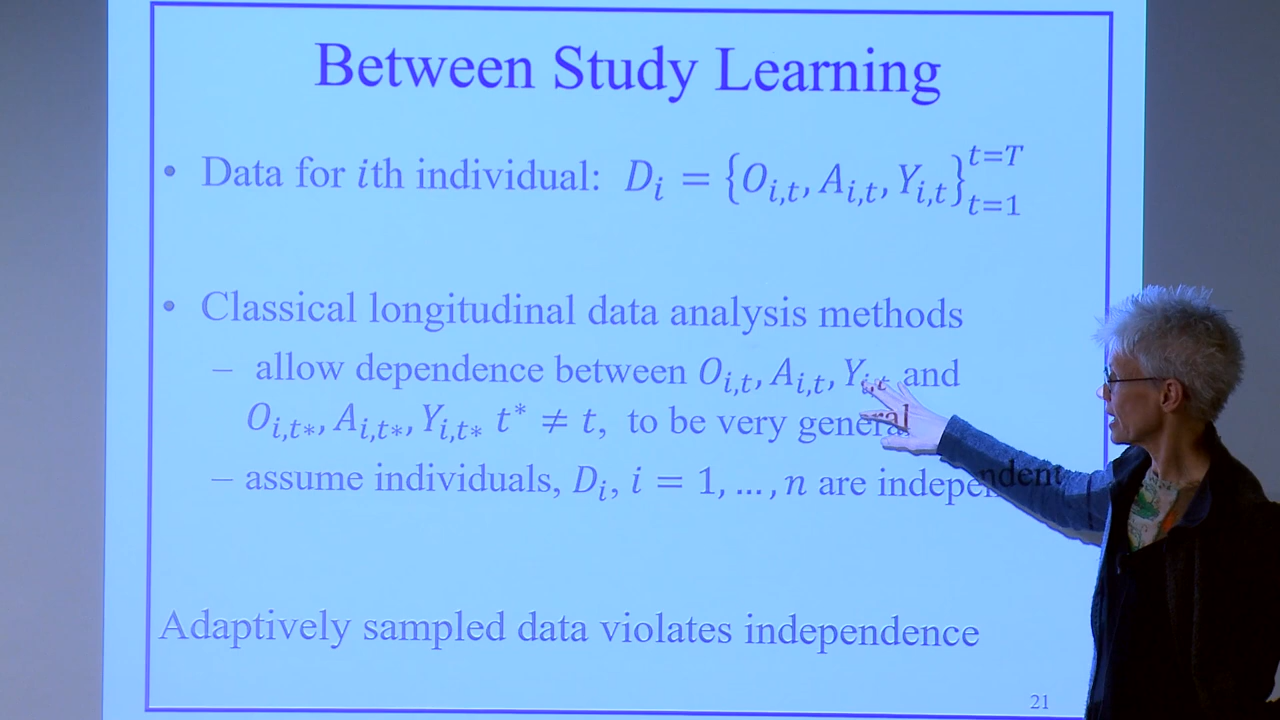 Between Study Learning
• Data for ith individual: D_i = {O_{i,t}, A_{i,t}, Y_{i,t}}_{t=1}^{t=T}
• Classical longitudinal data analysis methods
– allow dependence between O_{i,t}, A_{i,t}, Y_{i,t} and
O_{i,t*}, A_{i,t*}, Y_{i,t*} t* ≠ t, to be very general
– assume individuals, D_i, i = 1, …, n are independent
Adaptively sampled data violates independence
21